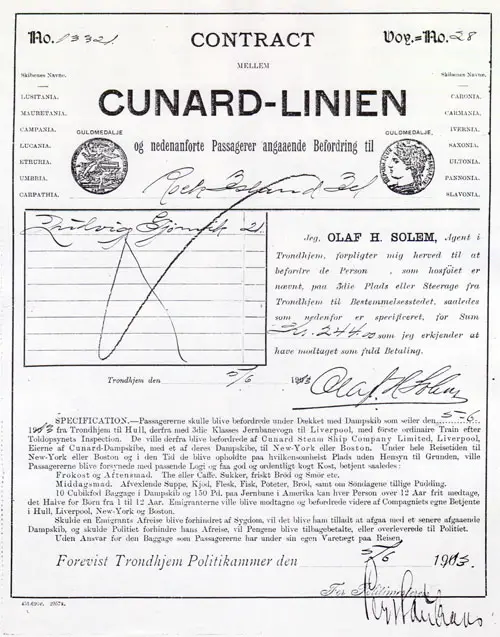 No. 13321. CONTRACT Voy.=No. 28
MELLEM
Skibenes Navne. Skibenes Navne.
CUNARD-LINIEN
LUSITANIA.
MAURETANIA.
CAMPANIA.
LUCANIA.
ETRURIA.
UMBRIA.
CARPATHIA.
CARONIA.
CARMANIA.
IVERNIA.
SAXONIA.
ULTONIA.
PANNONIA.
SLAVONIA.
GULDMEDALJE GULDMEDALJE.
og nedenanforte Passagerer angaaende Befordring til
Rock Island Ill
Ludvig 21
Jeg, OLAF H. SOLEM, Agent i
Trondhjem, forpligter mig herved til at
befordre de Person , som hosføiet er
nævnt, paa 3die Plads eller Steerage fra
Trondhjem til Bestemmelsesstedet, saaledes
som nedenfor er specificeret, for Sum
Kr. 244.00 som jeg erkjender at
have modtaget som fuld Betaling.
Trondhjem den 5/6 1903 Olaf H Solem
SPECIFICATION.—Passagererne skulle blive befordrede under Dækket med Dampskib som seiler den 5-6.
1903 fra Trondhjem til Hull, derfra med 3die Klasses Jernbanevogn til Liverpool, med første ordinaire Train efter
Toldopsynets Inspection. De ville derfra blive befordrede af Cunard Steam Ship Company Limited, Liverpool,
Eierne af Cunard-Dampskibe, med et af deres Dampskibe, til New-York eller Boston. Under hele Reisetiden til
New-York eller Boston og i den Tid de blive opholdte paa hvilkensomhelst Plads uden Hensyn til Grunden, ville
Passagererne blive forsynede med passende Logi og faa god og ordentligt kogt Kost, betjent saaledes:
Frokost og Aftensmad. The eller Caffe, Sukker, friskt Brød og Smør etc.
Middagsmad. Afvexlende Suppe, Kjød, Flesk, Fisk, Poteter, Brød, samt om Søndagene tillige Pudding.
10 Cubikfod Baggage i Dampskib og 150 Pd. paa Jernbane i Amerika kan hver Person over 12 Aar frit medtage,
det Halve for Børn fra 1 til 12 Aar. Emigranterne ville blive modtagne og befordrede videre af Compagniets egne Betjente
i Hull, Liverpool, New-York og Boston.
Skulde en Emigrants Afreise blive forhindret af Sygdom, vil det blive ham tilladt at afgaa med et senere afgaaende
Dampskib, og skulde Politiet forhindre hans Afreise, vil Pengene blive tilbagebetalte, eller overleverede til Politiet.
Uden Ansvar for den Baggage som Passagererne har under sin egen Varetægt paa Reisen.
Forevist Trondhjem Politikammer den 5/6 1903.
For Politimesteren